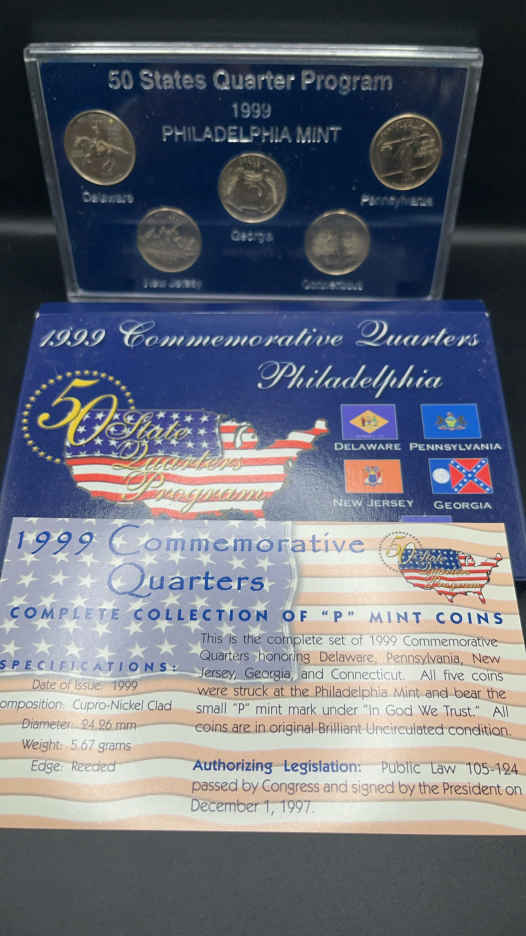 50 States Quarter Program
1999
PHILADELPHIA MINT
Delaware
Pennsylvania
Georgia
New Jersey
Connecticut
1999 Commemorative Quarters
Philadelphia
50 State
Quarters
Program
DELAWARE PENNSYLVANIA
NEW JERSEY GEORGIA
1999 Commemorative
Quarters
50 State
Quarters
Program
COMPLETE COLLECTION OF "P" MINT COINS
SPECIFICATIONS:
Date of Issue: 1999
omposition: Cupro-Nickel Clad
Diameter: 24.26 mm
Weight: 5.67 grams
Edge: Reeded
This is the complete set of 1999 Commemorative
Quarters honoring Delaware, Pennsylvania, New
Jersey, Georgia, and Connecticut. All five coins
were struck at the Philadelphia Mint and bear the
small "P" mint mark under "In God We Trust." All
coins are in original Brilliant Uncirculated condition.
Authorizing Legislation: Public Law 105-124
passed by Congress and signed by the President on
December 1, 1997.